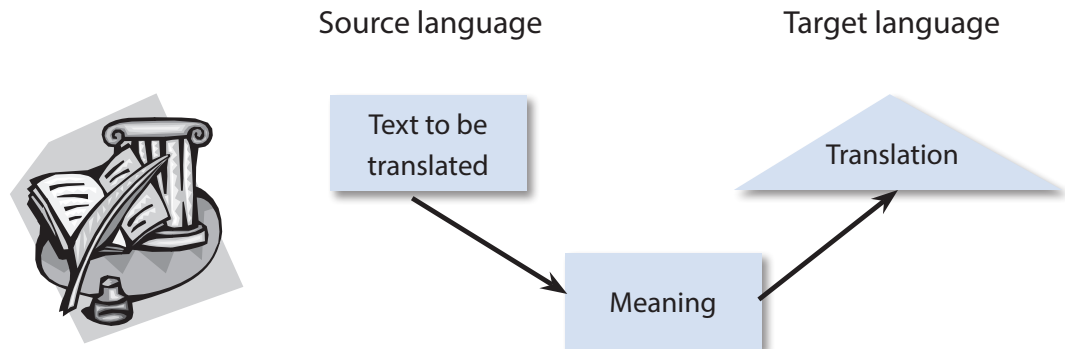 Source language
Target language
Text to be
translated
Translation
Meaning